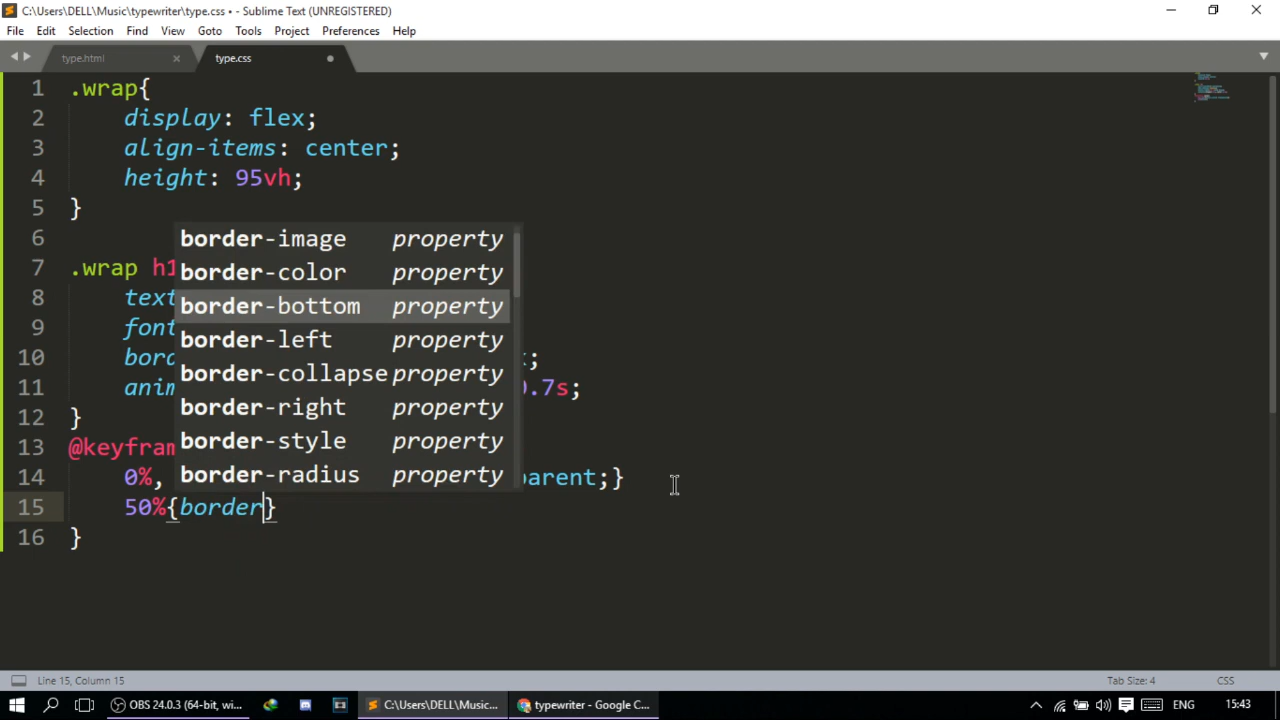 C:\Users\DELL\Music\typewriter\type.css • - Sublime Text (UNREGISTERED)
File Edit Selection Find View Goto Tools Project Preferences Help
type.html
type.css
1 .wrap{
2 display: flex;
3 align-items: center;
4 height: 95vh;
5 }
6
7 .wrap h1
8 text
9 font
10 bord ;
11 anim 0.7s;
12 }
13 @keyfram
14 0%, parent;}
15 50%{border}
16 }
border-image property
border-color property
border-bottom property
border-left property
border-collapse property
border-right property
border-style property
border-radius property
Line 15, Column 15
Tab Size: 4
CSS
OBS 24.0.3 (64-bit, wi...
C:\Users\DELL\Music...
typewriter - Google C...
ENG
15:43